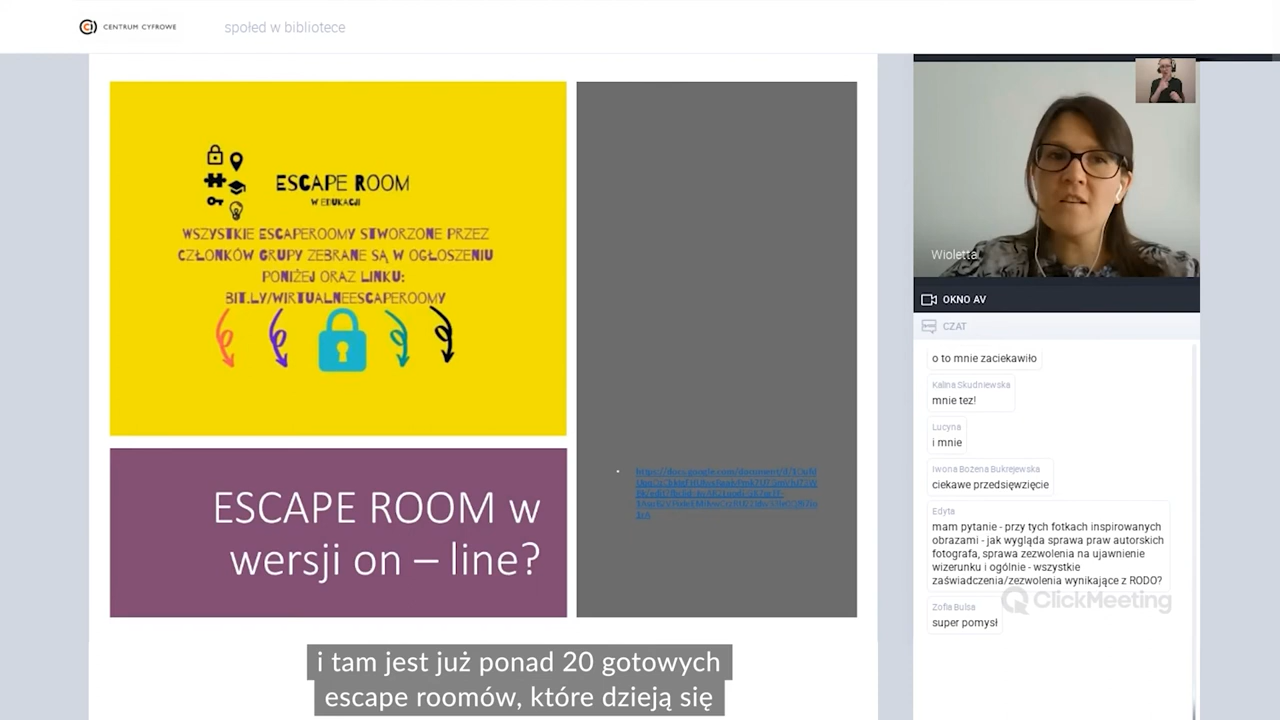 CENTRUM CYFROWE
społed w bibliotece
ESCAPE ROOM
W EDUKACJI
WSZYSTKIE ESCAPEROOMY STWORZONE PRZEZ
CZŁONKÓW GRUPY ZEBRANE SĄ W OGŁOSZENIU
PONIŻEJ ORAZ LINKU:
BIT.LY/WIRTUALNEESCAPEROOMY
ESCAPE ROOM w
wersji on – line?
Wioletta
OKNO AV
CZAT
o to mnie zaciekawiło
Kalina Skudniewska
mnie tez!
Lucyna
i mnie
Iwona Bożena Bukrejewska
ciekawe przedsięwzięcie
Edyta
mam pytanie - przy tych fotkach inspirowanych
obrazami - jak wygląda sprawa praw autorskich
fotografa, sprawa zezwolenia na ujawnienie
wizerunku i ogólnie - wszystkie
zaświadczenia/zezwolenia wynikające z RODO?
ClickMeeting
Zofia Bulsa
super pomysł
i tam jest już ponad 20 gotowych
escape roomów, które dzieją się